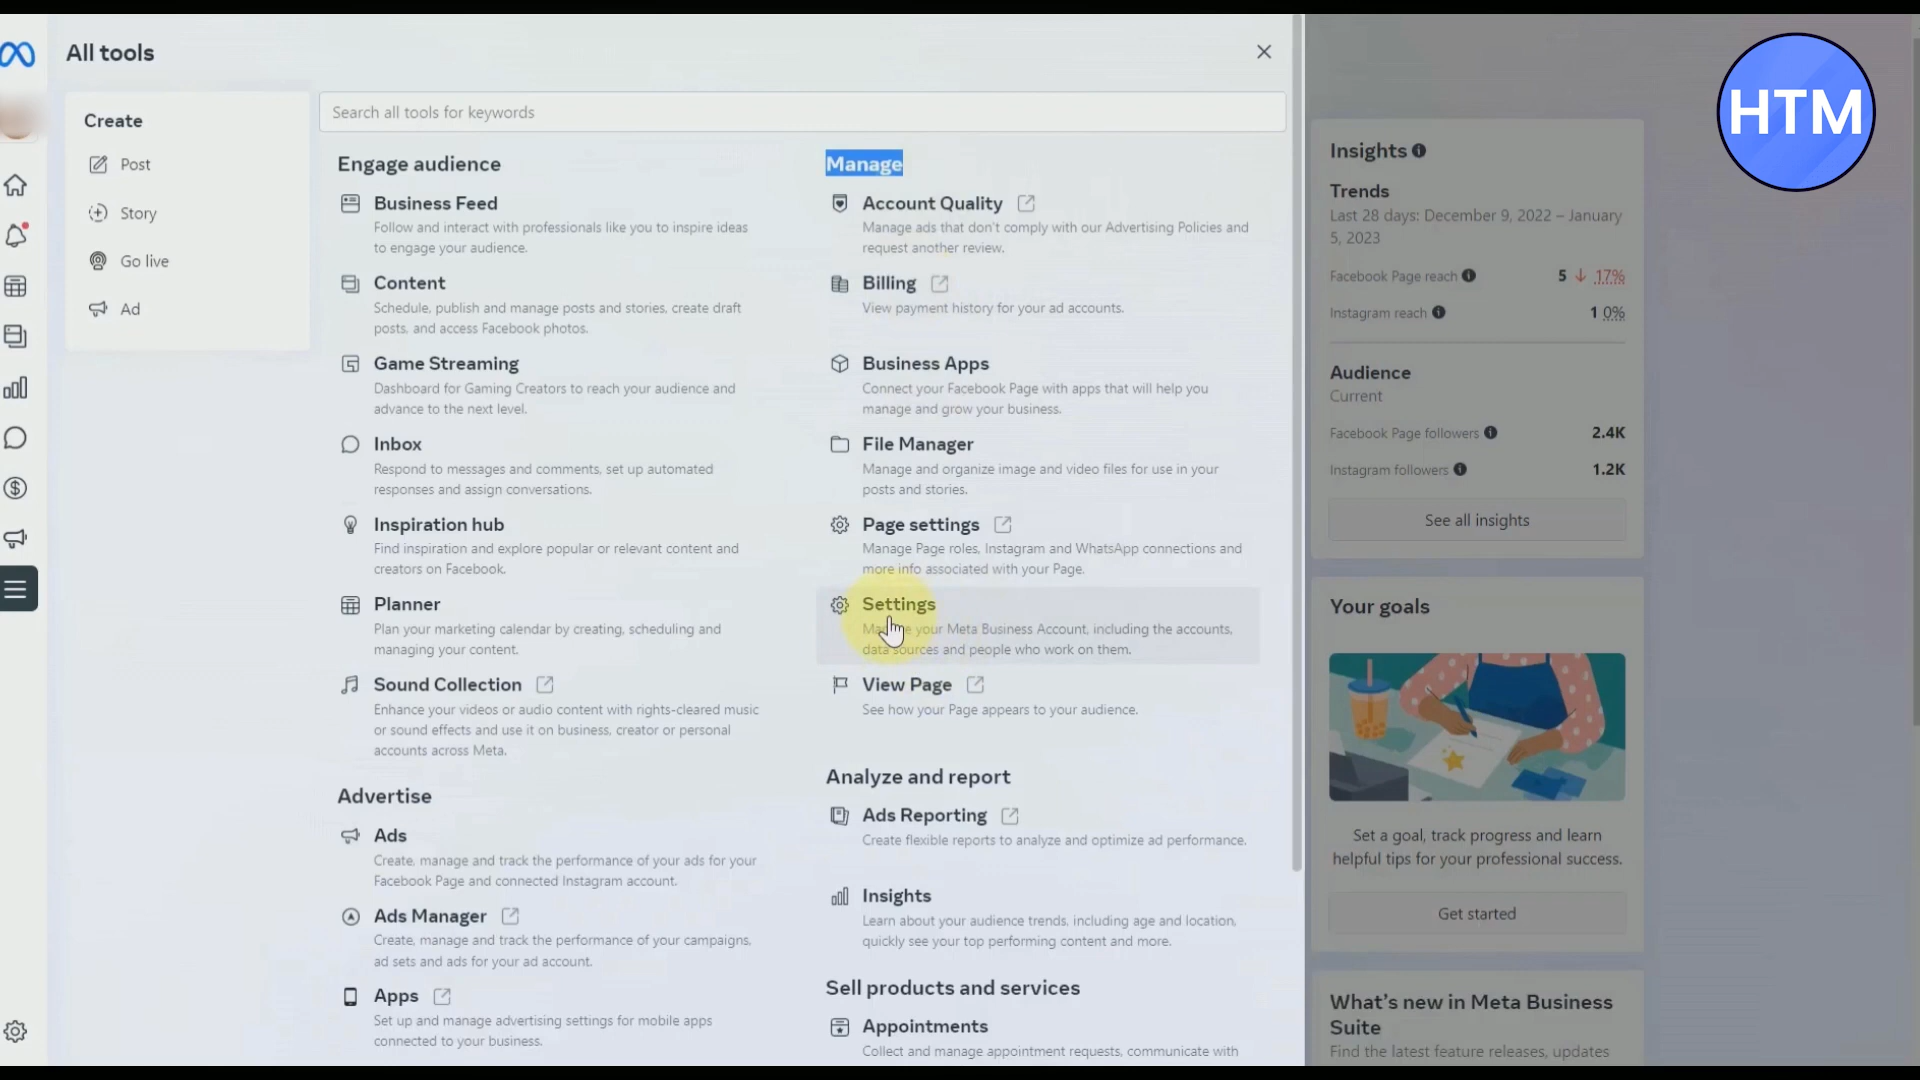 All tools
Create
Post
Story
Go live
Ad
Search all tools for keywords
Engage audience
Business Feed
Follow and interact with professionals like you to inspire ideas
to engage your audience.
Content
Schedule, publish and manage posts and stories, create draft
posts, and access Facebook photos.
Game Streaming
Dashboard for Gaming Creators to reach your audience and
advance to the next level.
Inbox
Respond to messages and comments, set up automated
responses and assign conversations.
Inspiration hub
Find inspiration and explore popular or relevant content and
creators on Facebook.
Planner
Plan your marketing calendar by creating, scheduling and
managing your content.
Sound Collection
Enhance your videos or audio content with rights-cleared music
or sound effects and use it on business, creator or personal
accounts across Meta.
Advertise
Ads
Create, manage and track the performance of your ads for your
Facebook Page and connected Instagram account.
Ads Manager
Create, manage and track the performance of your campaigns,
ad sets and ads for your ad account.
Apps
Set up and manage advertising settings for mobile apps
connected to your business.
Manage
Account Quality
Manage ads that don't comply with our Advertising Policies and
request another review.
Billing
View payment history for your ad accounts.
Business Apps
Connect your Facebook Page with apps that will help you
manage and grow your business.
File Manager
Manage and organize image and video files for use in your
posts and stories.
Page settings
Manage Page roles, Instagram and WhatsApp connections and
more info associated with your Page.
Settings
your Meta Business Account, including the accounts,
data sources and people who work on them.
View Page
See how your Page appears to your audience.
Analyze and report
Ads Reporting
Create flexible reports to analyze and optimize ad performance.
Insights
Learn about your audience trends, including age and location,
quickly see your top performing content and more.
Sell products and services
Appointments
Collect and manage appointment requests, communicate with
HTM
Insights
Trends
Last 28 days: December 9, 2022 – January
5, 2023
Facebook Page reach 5 ↓ 17%
Instagram reach 1 0%
Audience
Current
Facebook Page followers 2.4K
Instagram followers 1.2K
See all insights
Your goals
Set a goal, track progress and learn
helpful tips for your professional success.
Get started
What's new in Meta Business
Suite
Find the latest feature releases, updates